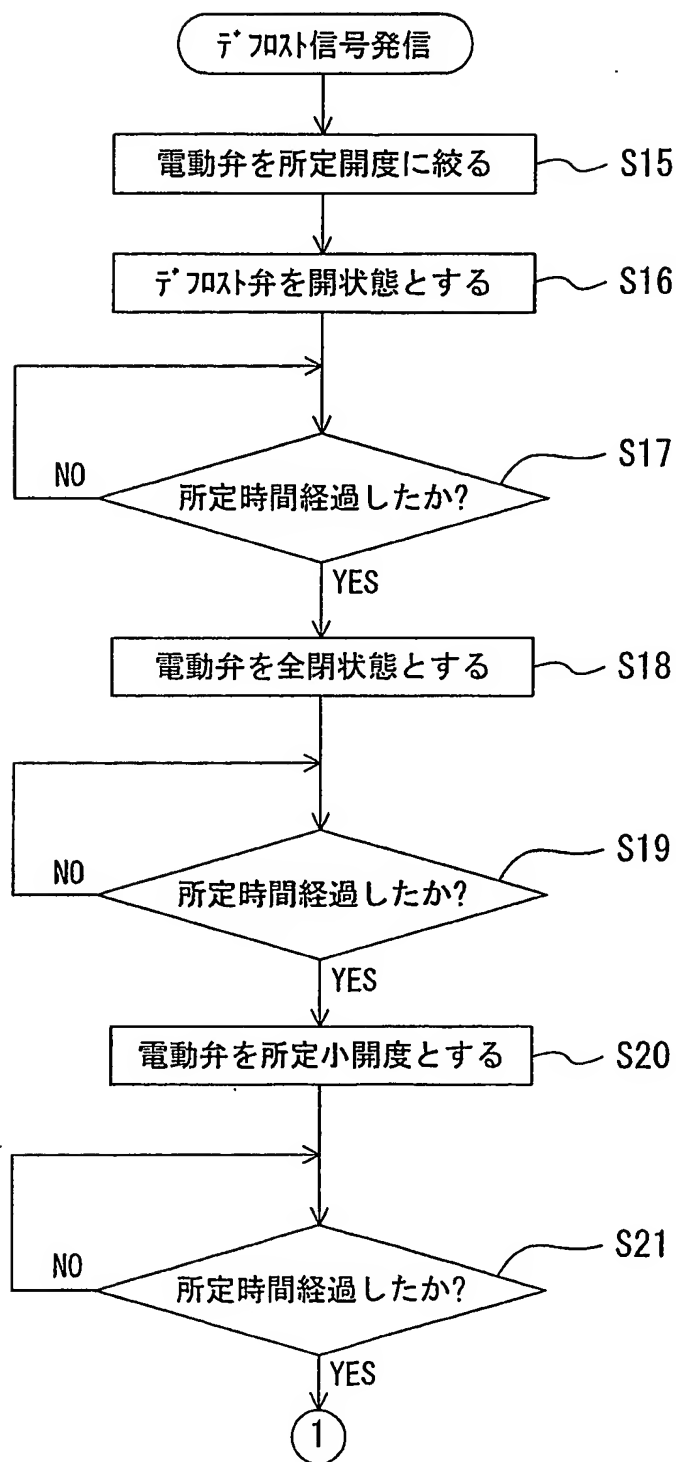 デフロスト信号発信
電動弁を所定開度に絞る
S15
デフロスト弁を開状態とする
S16
所定時間経過したか?
S17
NO
YES
電動弁を全閉状態とする
S18
所定時間経過したか?
S19
NO
YES
電動弁を所定小開度とする
S20
所定時間経過したか?
S21
NO
YES
1